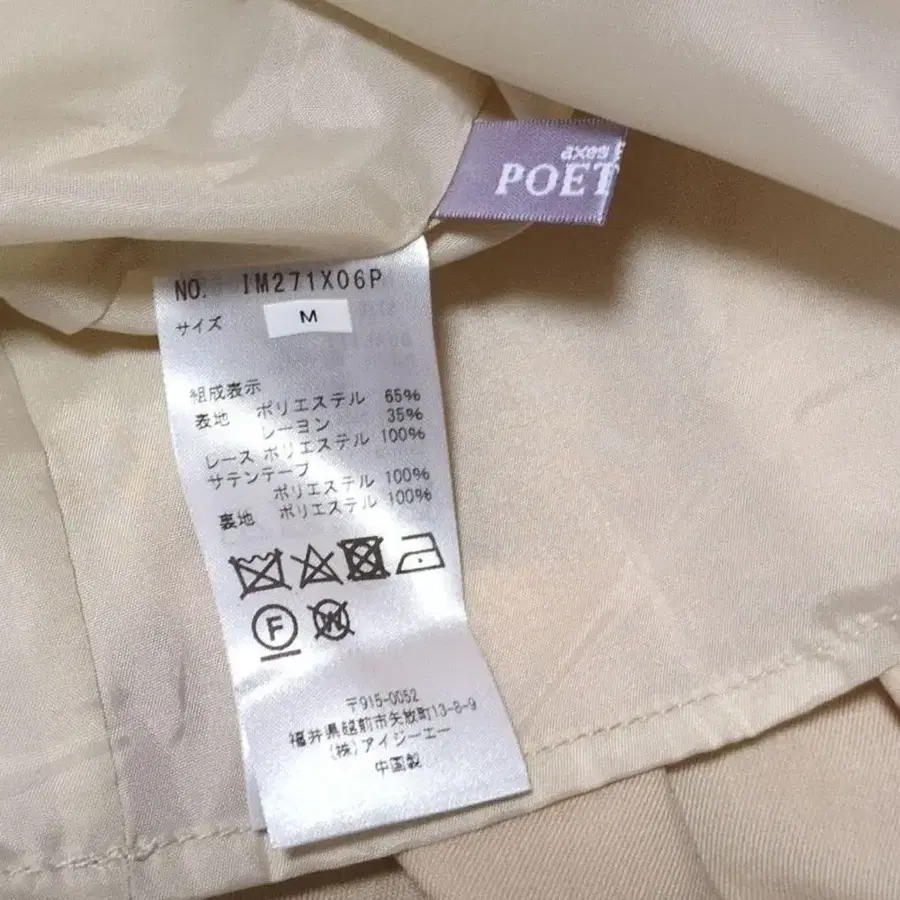 axes
POET
NO. IM271X06P
サイズ M
組成表示
表地 ポリエステル 65%
レーヨン 35%
レース ポリエステル 100%
サテンテープ
ポリエステル 100%
裏地 ポリエステル 100%
F W
〒915-0052
福井県越前市矢放町13-8-9
(株)アイジーエー
中国製